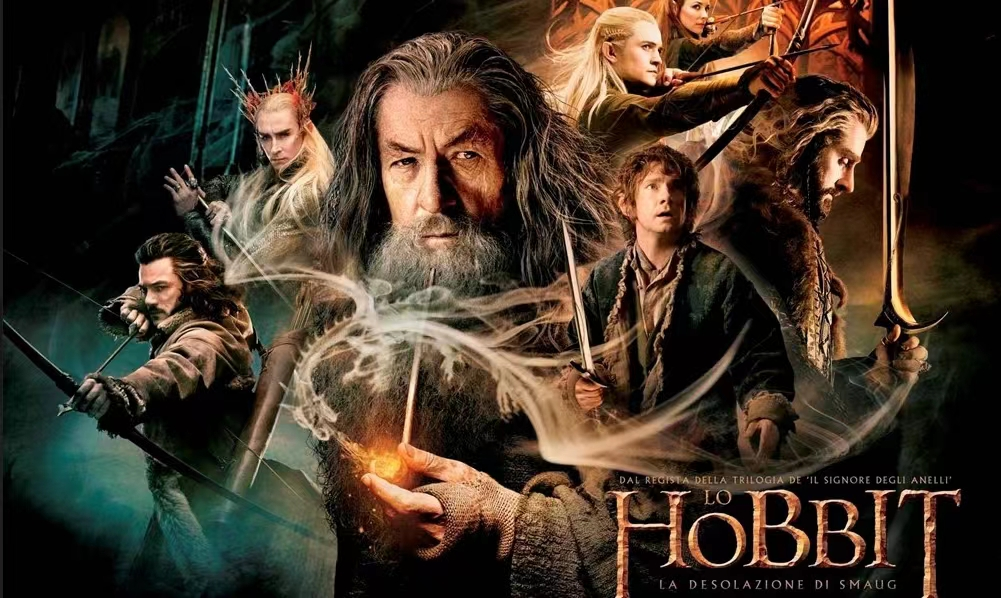 DAL REGISTA DELLA TRILOGIA DE 'IL SIGNORE DEGLI ANELLI'
LO
HOBBIT
LA DESOLAZIONE DI SMAUG